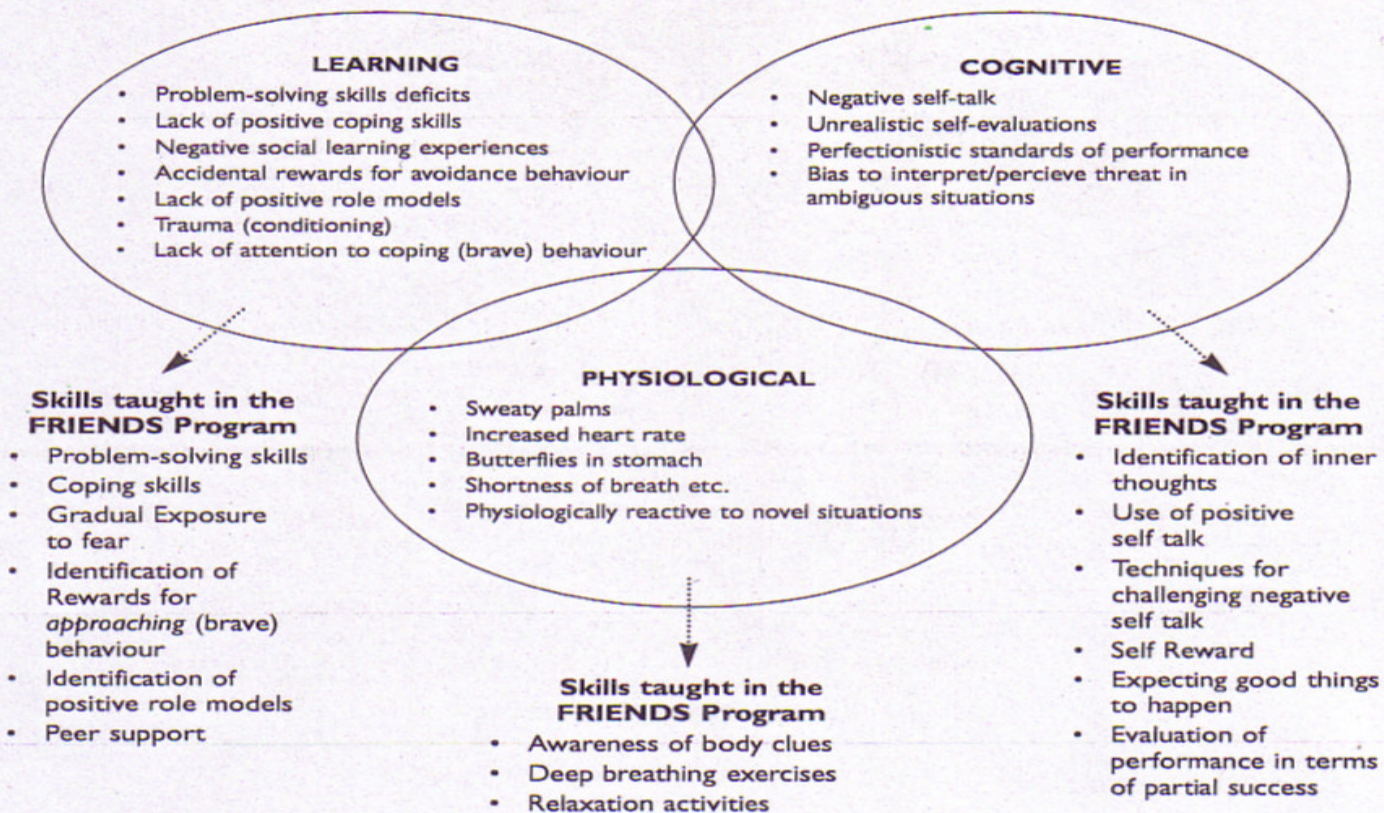 LEARNING
• Problem-solving skills deficits
• Lack of positive coping skills
• Negative social learning experiences
• Accidental rewards for avoidance behaviour
• Lack of positive role models
• Trauma (conditioning)
• Lack of attention to coping (brave) behaviour
COGNITIVE
• Negative self-talk
• Unrealistic self-evaluations
• Perfectionistic standards of performance
• Bias to interpret/percieve threat in
ambiguous situations
PHYSIOLOGICAL
• Sweaty palms
• Increased heart rate
• Butterflies in stomach
• Shortness of breath etc.
• Physiologically reactive to novel situations
Skills taught in the
FRIENDS Program
• Problem-solving skills
• Coping skills
• Gradual Exposure
to fear
• Identification of
Rewards for
approaching (brave)
behaviour
• Identification of
positive role models
• Peer support
Skills taught in the
FRIENDS Program
• Awareness of body clues
• Deep breathing exercises
• Relaxation activities
Skills taught in the
FRIENDS Program
• Identification of inner
thoughts
• Use of positive
self talk
• Techniques for
challenging negative
self talk
• Self Reward
• Expecting good things
to happen
• Evaluation of
performance in terms
of partial success